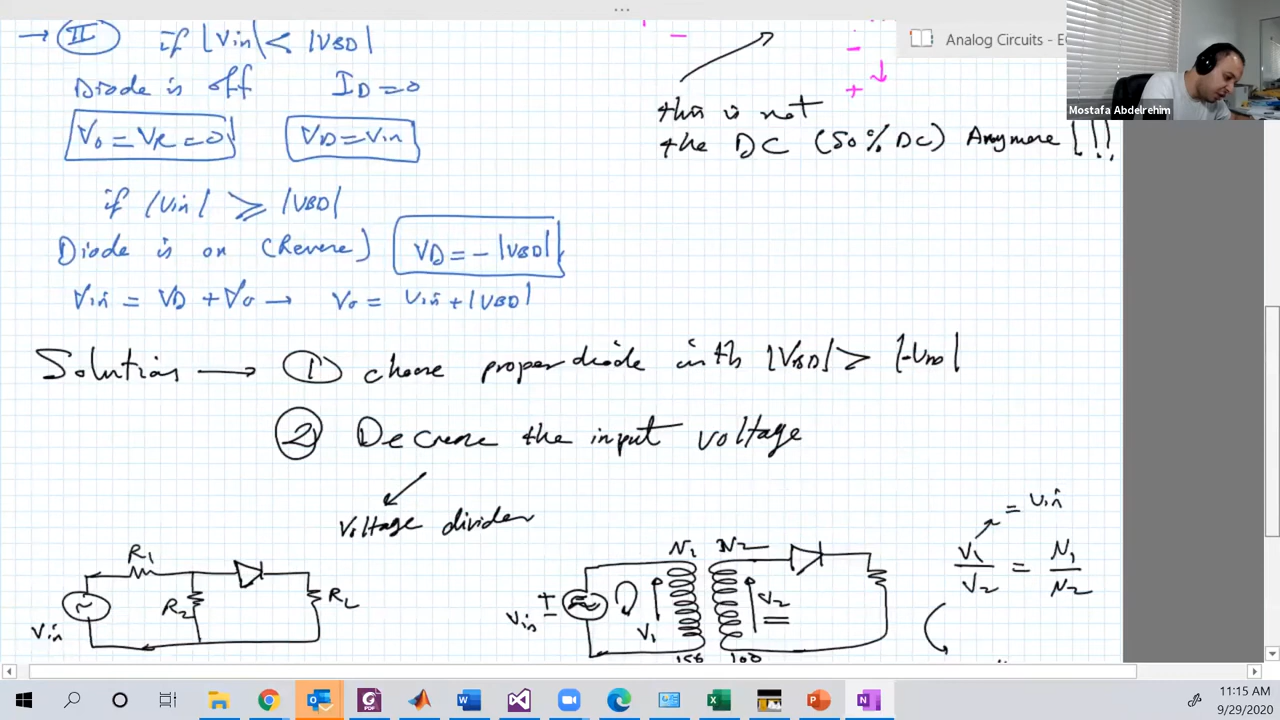 → II if |Vin| < |VBD|
Diode is off ID = 0
Vo = VR = 0 VD = Vin
if |Vin| ≥ |VBD|
Diode is on (Reverse) VD = - |VBD|
Vin = VD + Vo → Vo = Vin + |VBD|
- -
+
this is not
the DC (50% DC) Anymore !!!
Analog Circuits - E
Mostafa Abdelrehim
Solution → 1 choose proper diode with |VBD| >
2 Decrease the input voltage
Voltage divider
R1
R2
RL
Vin
N1 N2
Vin + -
V1
V2
150 100
= Vin
V1/V2 = N1/N2
11:15 AM
9/29/2020